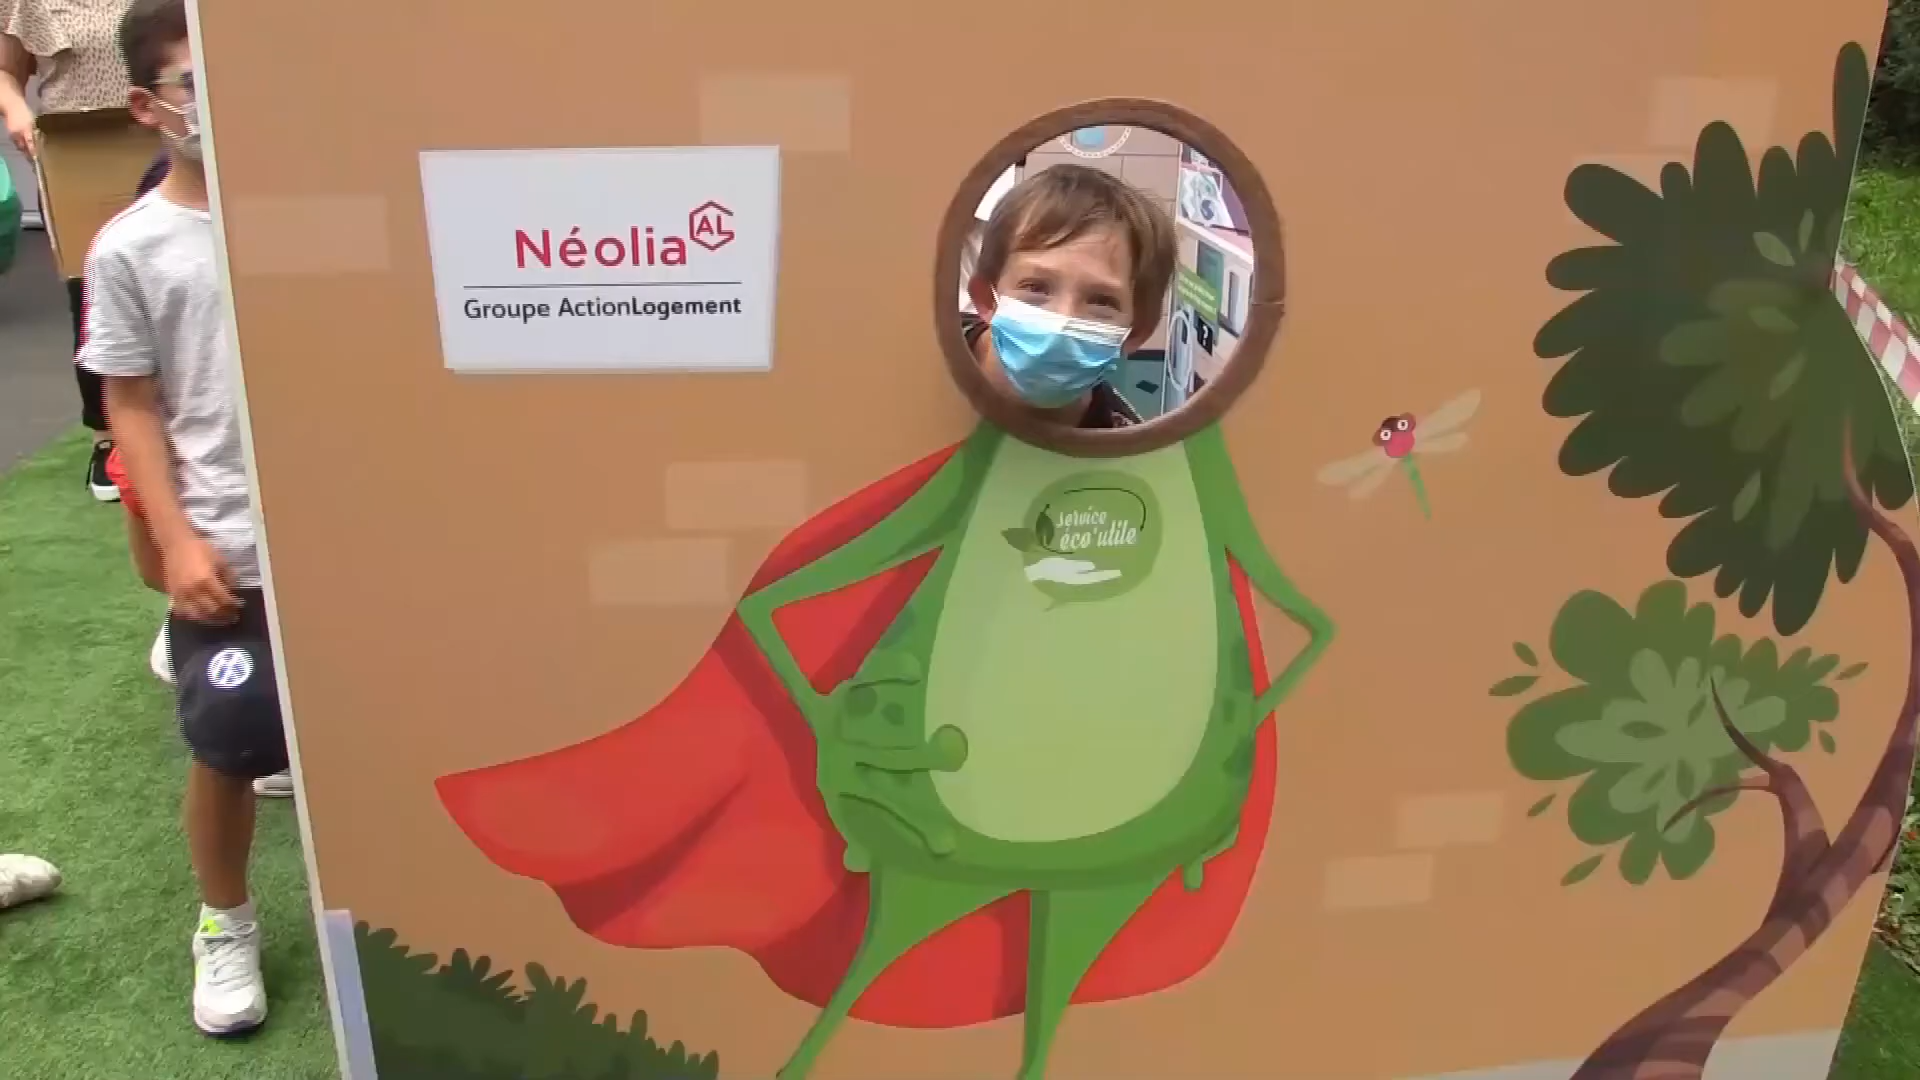 Néolia AL
Groupe ActionLogement
service
éco'utile
?